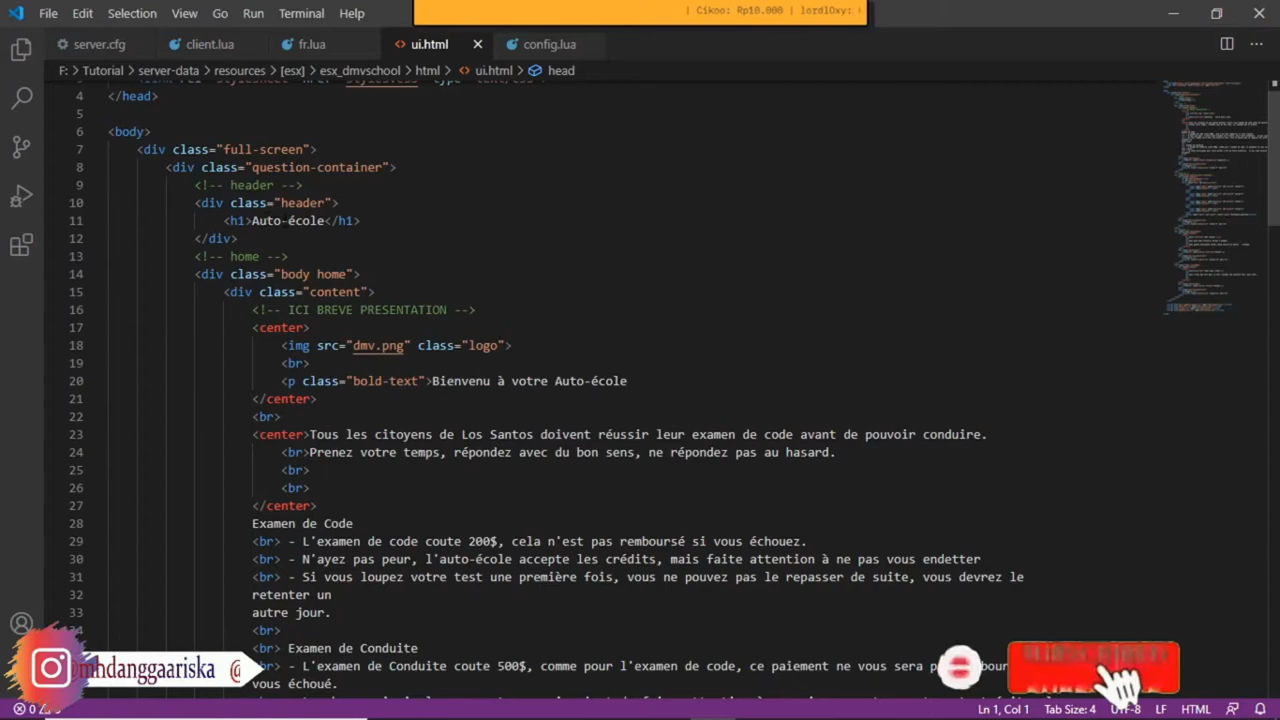 File Edit Selection View Go Run Terminal Help
| Cikoo: Rp10.000 | lordlOxy:
server.cfg client.lua fr.lua ui.html config.lua
F: > Tutorial > server-data > resources > [esx] > esx_dmvschool > html > ui.html > head
4 </head>
5
6 <body>
7 <div class="full-screen">
8 <div class="question-container">
9 <!-- header -->
10 <div class="header">
11 <h1>Auto-école</h1>
12 </div>
13 <!-- home -->
14 <div class="body home">
15 <div class="content">
16 <!-- ICI BREVE PRESENTATION -->
17 <center>
18 <img src="dmv.png" class="logo">
19 <br>
20 <p class="bold-text">Bienvenu à votre Auto-école
21 </center>
22 <br>
23 <center>Tous les citoyens de Los Santos doivent réussir leur examen de code avant de pouvoir conduire.
24 <br>Prenez votre temps, répondez avec du bon sens, ne répondez pas au hasard.
25 <br>
26 <br>
27 </center>
28 Examen de Code
29 <br> - L'examen de code coute 200$, cela n'est pas remboursé si vous échouez.
30 <br> - N'ayez pas peur, l'auto-école accepte les crédits, mais faite attention à ne pas vous endetter
31 <br> - Si vous loupez votre test une première fois, vous ne pouvez pas le repasser de suite, vous devrez le
32 retenter un
33 autre jour.
<br>
<br> Examen de Conduite
- L'examen de Conduite coute 500$, comme pour l'examen de code, ce paiement ne vous sera
vous échoué.
@mhdanggaariska @
Ln 1, Col 1 Tab Size: 4 UTF-8 LF HTML